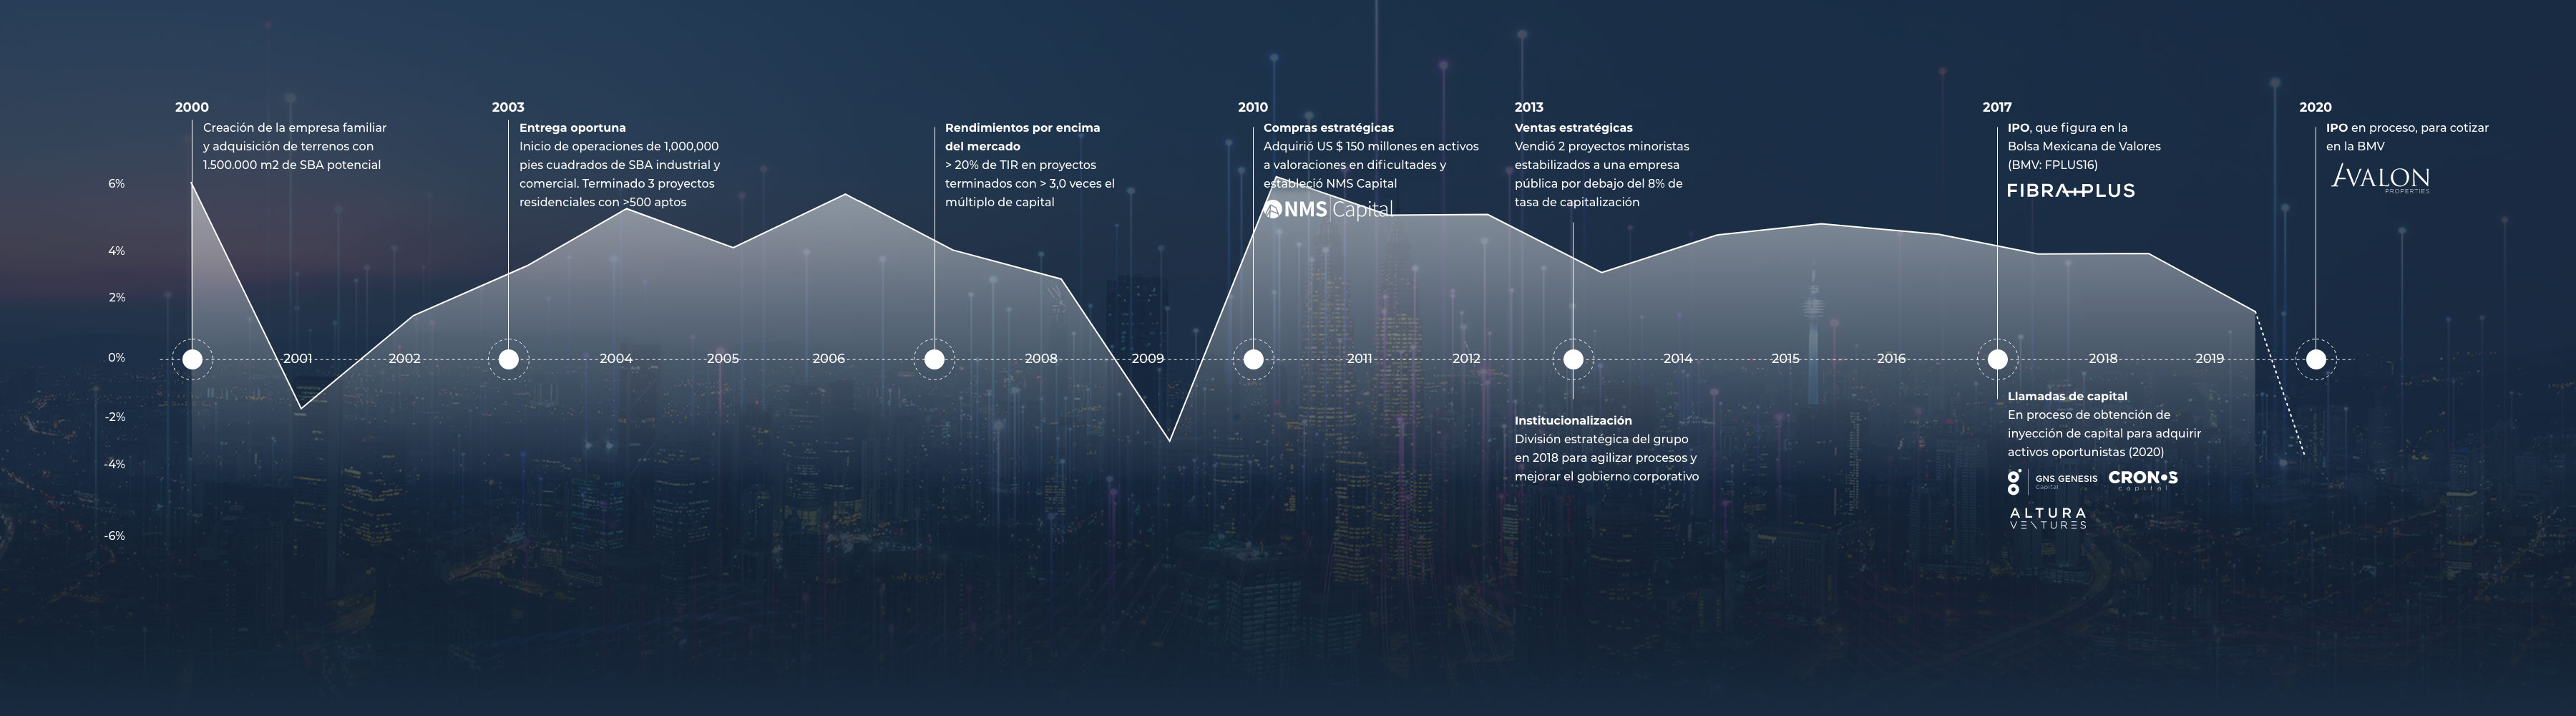 2000
Creación de la empresa familiar
y adquisición de terrenos con
1.500.000 m2 de SBA potencial
2003
Entrega oportuna
Inicio de operaciones de 1,000,000
pies cuadrados de SBA industrial y
comercial. Terminado 3 proyectos
residenciales con >500 aptos
Rendimientos por encima
del mercado
> 20% de TIR en proyectos
terminados con > 3,0 veces el
múltiplo de capital
2010
Compras estratégicas
Adquirió US $ 150 millones en activos
a valoraciones en dificultades y
estableció NMS Capital
NMS Capital
2013
Ventas estratégicas
Vendió 2 proyectos minoristas
estabilizados a una empresa
pública por debajo del 8% de
tasa de capitalización
2017
IPO, que figura en la
Bolsa Mexicana de Valores
(BMV: FPLUS16)
FIBRA+PLUS
2020
IPO en proceso, para cotizar
en la BMV
AVALON
PROPERTIES
6%
4%
2%
0%
-2%
-4%
-6%
2001
2002
2004
2005
2006
2008
2009
2011
2012
2014
2015
2016
2018
2019
Institucionalización
División estratégica del grupo
en 2018 para agilizar procesos y
mejorar el gobierno corporativo
Llamadas de capital
En proceso de obtención de
inyección de capital para adquirir
activos oportunistas (2020)
GNS GENESIS
Capital
CRONOS
capital
ALTURA
VENTURES